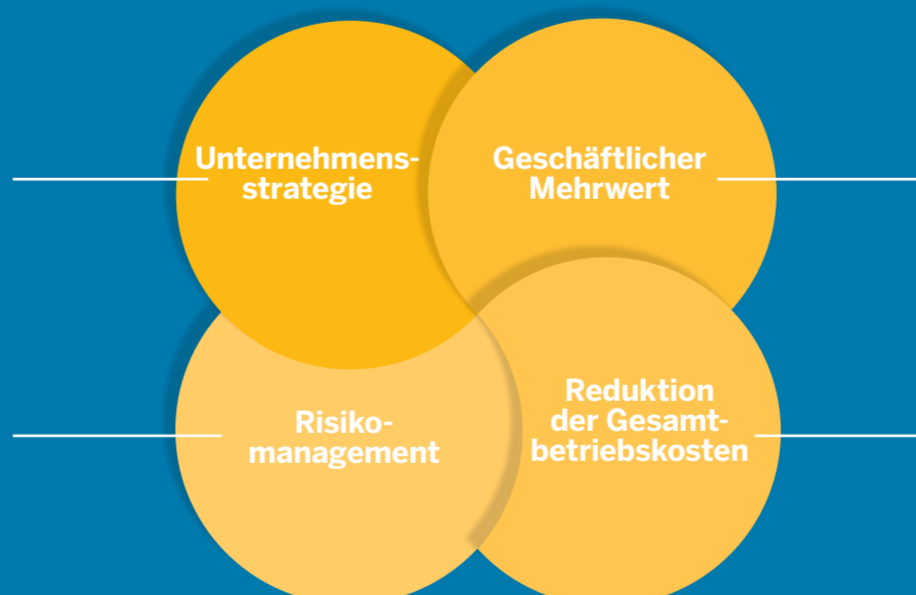 Unternehmens-
strategie
Geschäftlicher
Mehrwert
Risiko-
management
Reduktion
der Gesamt-
betriebskosten